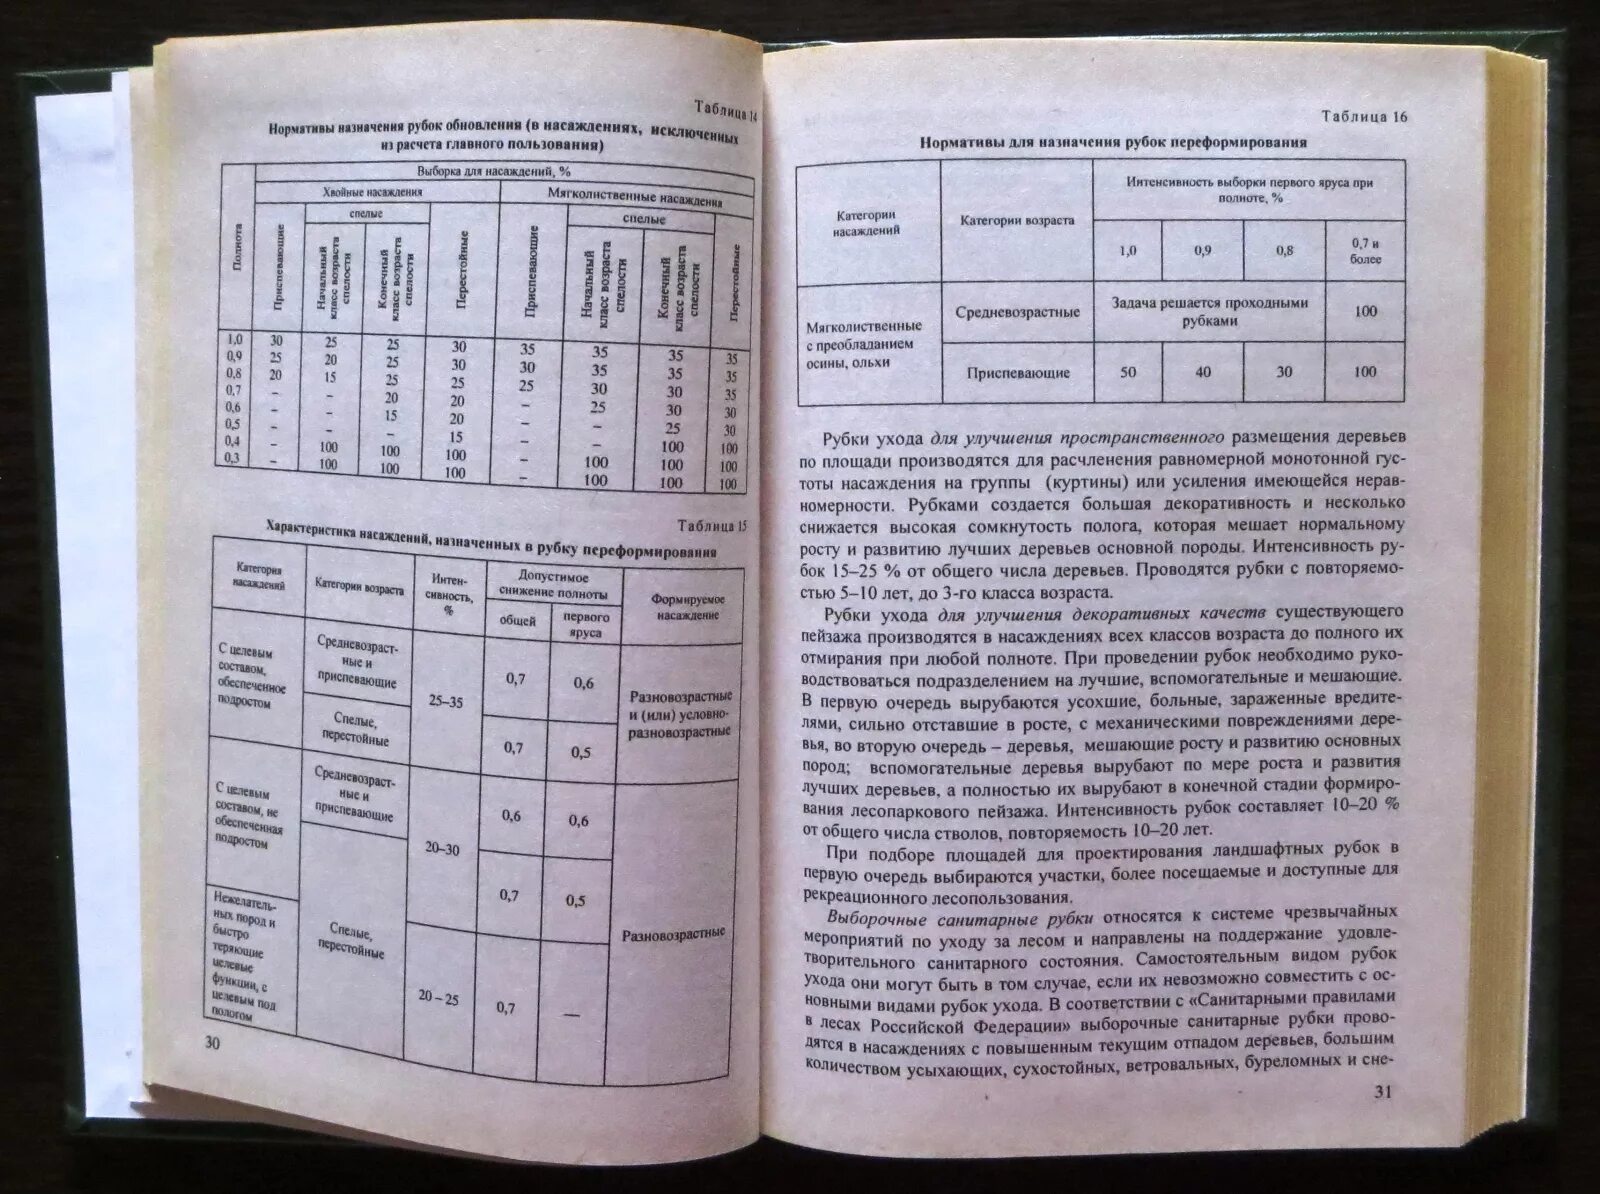 Таблица 14
Нормативы назначения рубок обновления (в насаждениях, исключенных
из расчета главного пользования)
Полнота
Выборка для насаждений, %
Хвойные насаждения
Мягколиственные насаждения
Приспевающие
спелые
Перестойные
Приспевающие
спелые
Перестойные
Начальный класс возраста спелости
Конечный класс возраста спелости
Начальный класс возраста спелости
Конечный класс возраста спелости
1,0 30 25 25 30 35 35 35 35
0,9 25 20 25 30 30 35 35 35
0,8 20 15 25 25 25 30 30 35
0,7 – – 20 20 – 25 30 30
0,6 – – 15 20 – – 25 30
0,5 – – – 15 – – 100 100
0,4 – 100 100 100 – 100 100 100
0,3 – 100 100 100 – 100 100 100
Таблица 15
Характеристика насаждений, назначенных в рубку переформирования
Категория
насаждений
Категории возраста
Интен-
сивность,
%
Допустимое
снижение полноты
общей
первого
яруса
Формируемое
насаждение
С целевым
составом,
обеспеченное
подростом
Средневозраст-
ные и
приспевающие
25–35
0,7
0,6
Разновозрастные
и (или) условно-
разновозрастные
Спелые,
перестойные
0,7
0,5
С целевым
составом, не
обеспеченная
подростом
Средневозраст-
ные и
приспевающие
20–30
0,6
0,6
Разновозрастные
Спелые,
перестойные
0,7
0,5
Нежелатель-
ных пород и
быстро
теряющие
целевые
функции, с
целевым под
пологом
20 – 25
0,7
—
30
Таблица 16
Нормативы для назначения рубок переформирования
Категории
насаждений
Категории возраста
Интенсивность выборки первого яруса при
полноте, %
1,0
0,9
0,8
0,7 и
более
Мягколиственные
с преобладанием
осины, ольхи
Средневозрастные
Задача решается проходными
рубками
100
Приспевающие
50
40
30
100
Рубки ухода для улучшения пространственного размещения деревьев
по площади производятся для расчленения равномерной монотонной гус-
тоты насаждения на группы (куртины) или усиления имеющейся нерав-
номерности. Рубками создается большая декоративность и несколько
снижается высокая сомкнутость полога, которая мешает нормальному
росту и развитию лучших деревьев основной породы. Интенсивность ру-
бок 15–25 % от общего числа деревьев. Проводятся рубки с повторяемо-
стью 5–10 лет, до 3-го класса возраста.
Рубки ухода для улучшения декоративных качеств существующего
пейзажа производятся в насаждениях всех классов возраста до полного их
отмирания при любой полноте. При проведении рубок необходимо руко-
водствоваться подразделением на лучшие, вспомогательные и мешающие.
В первую очередь вырубаются усохшие, больные, зараженные вредите-
лями, сильно отставшие в росте, с механическими повреждениями дере-
вья, во вторую очередь – деревья, мешающие росту и развитию основных
пород; вспомогательные деревья вырубают по мере роста и развития
лучших деревьев, а полностью их вырубают в конечной стадии формиро-
вания лесопаркового пейзажа. Интенсивность рубок составляет 10–20 %
от общего числа стволов, повторяемость 10–20 лет.
При подборе площадей для проектирования ландшафтных рубок в
первую очередь выбираются участки, более посещаемые и доступные для
рекреационного лесопользования.
Выборочные санитарные рубки относятся к системе чрезвычайных
мероприятий по уходу за лесом и направлены на поддержание удовле-
творительного санитарного состояния. Самостоятельным видом рубок
ухода они могут быть в том случае, если их невозможно совместить с ос-
новными видами рубок ухода. В соответствии с «Санитарными правилами
в лесах Российской Федерации» выборочные санитарные рубки прово-
дятся в насаждениях с повышенным текущим отпадом деревьев, большим
количеством усыхающих, сухостойных, ветровальных, буреломных и сне-
31